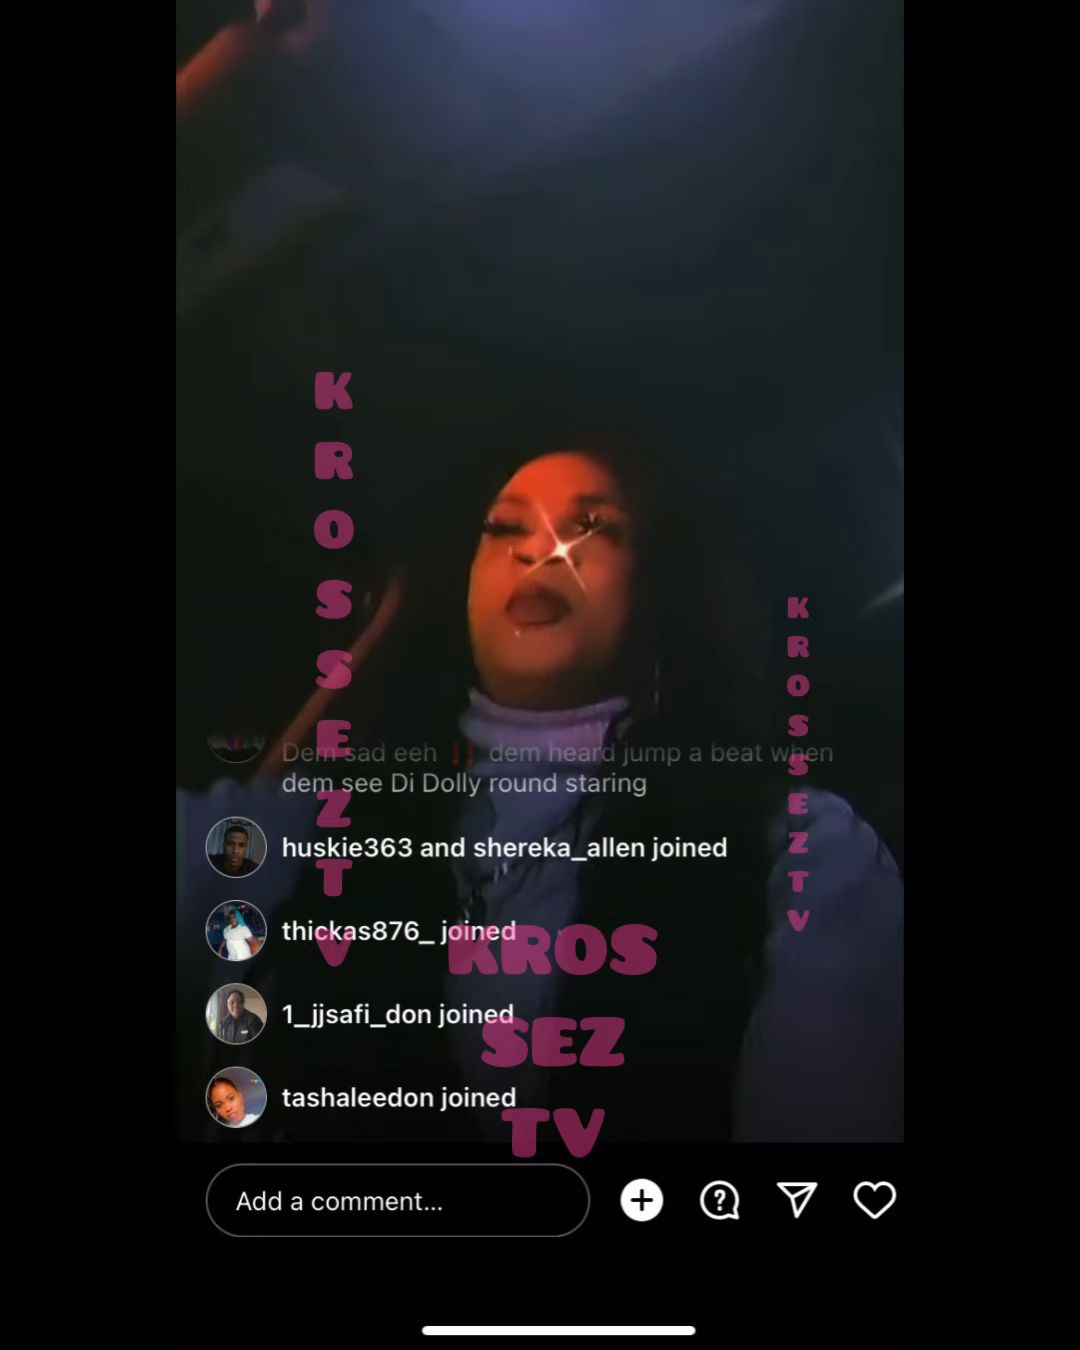 K
R
O
S
S
E
Z
T
V
K
R
O
S
S
E
Z
T
V
Dem sad eeh ‼️ dem heard jump a beat when
dem see Di Dolly round staring
huskie363 and shereka_allen joined
thickas876_ joined
KROS
1_jjsafi_don joined
SEZ
tashaleedon joined
TV
Add a comment...